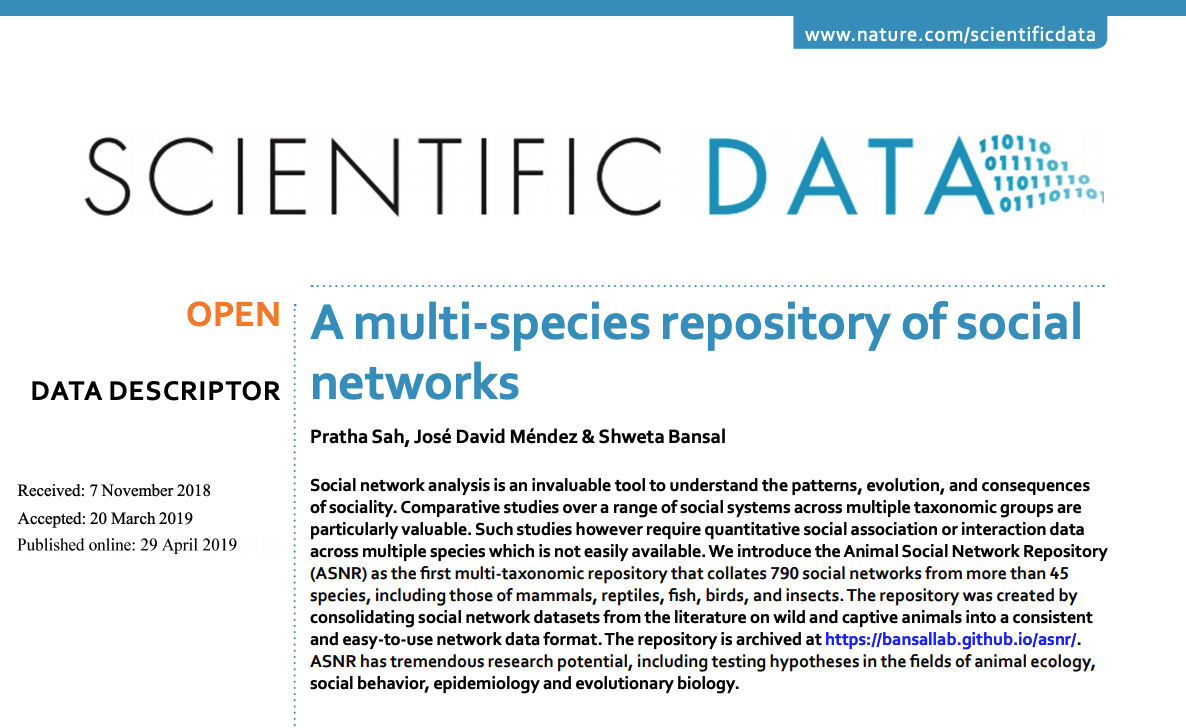 www.nature.com/scientificdata
SCIENTIFIC DATA
110110
0111101
11011110
01110110
OPEN
DATA DESCRIPTOR
Received: 7 November 2018
Accepted: 20 March 2019
Published online: 29 April 2019
A multi-species repository of social
networks
Pratha Sah, José David Méndez & Shweta Bansal
Social network analysis is an invaluable tool to understand the patterns, evolution, and consequences
of sociality. Comparative studies over a range of social systems across multiple taxonomic groups are
particularly valuable. Such studies however require quantitative social association or interaction data
across multiple species which is not easily available. We introduce the Animal Social Network Repository
(ASNR) as the first multi-taxonomic repository that collates 790 social networks from more than 45
species, including those of mammals, reptiles, fish, birds, and insects. The repository was created by
consolidating social network datasets from the literature on wild and captive animals into a consistent
and easy-to-use network data format. The repository is archived at https://bansallab.github.io/asnr/.
ASNR has tremendous research potential, including testing hypotheses in the fields of animal ecology,
social behavior, epidemiology and evolutionary biology.